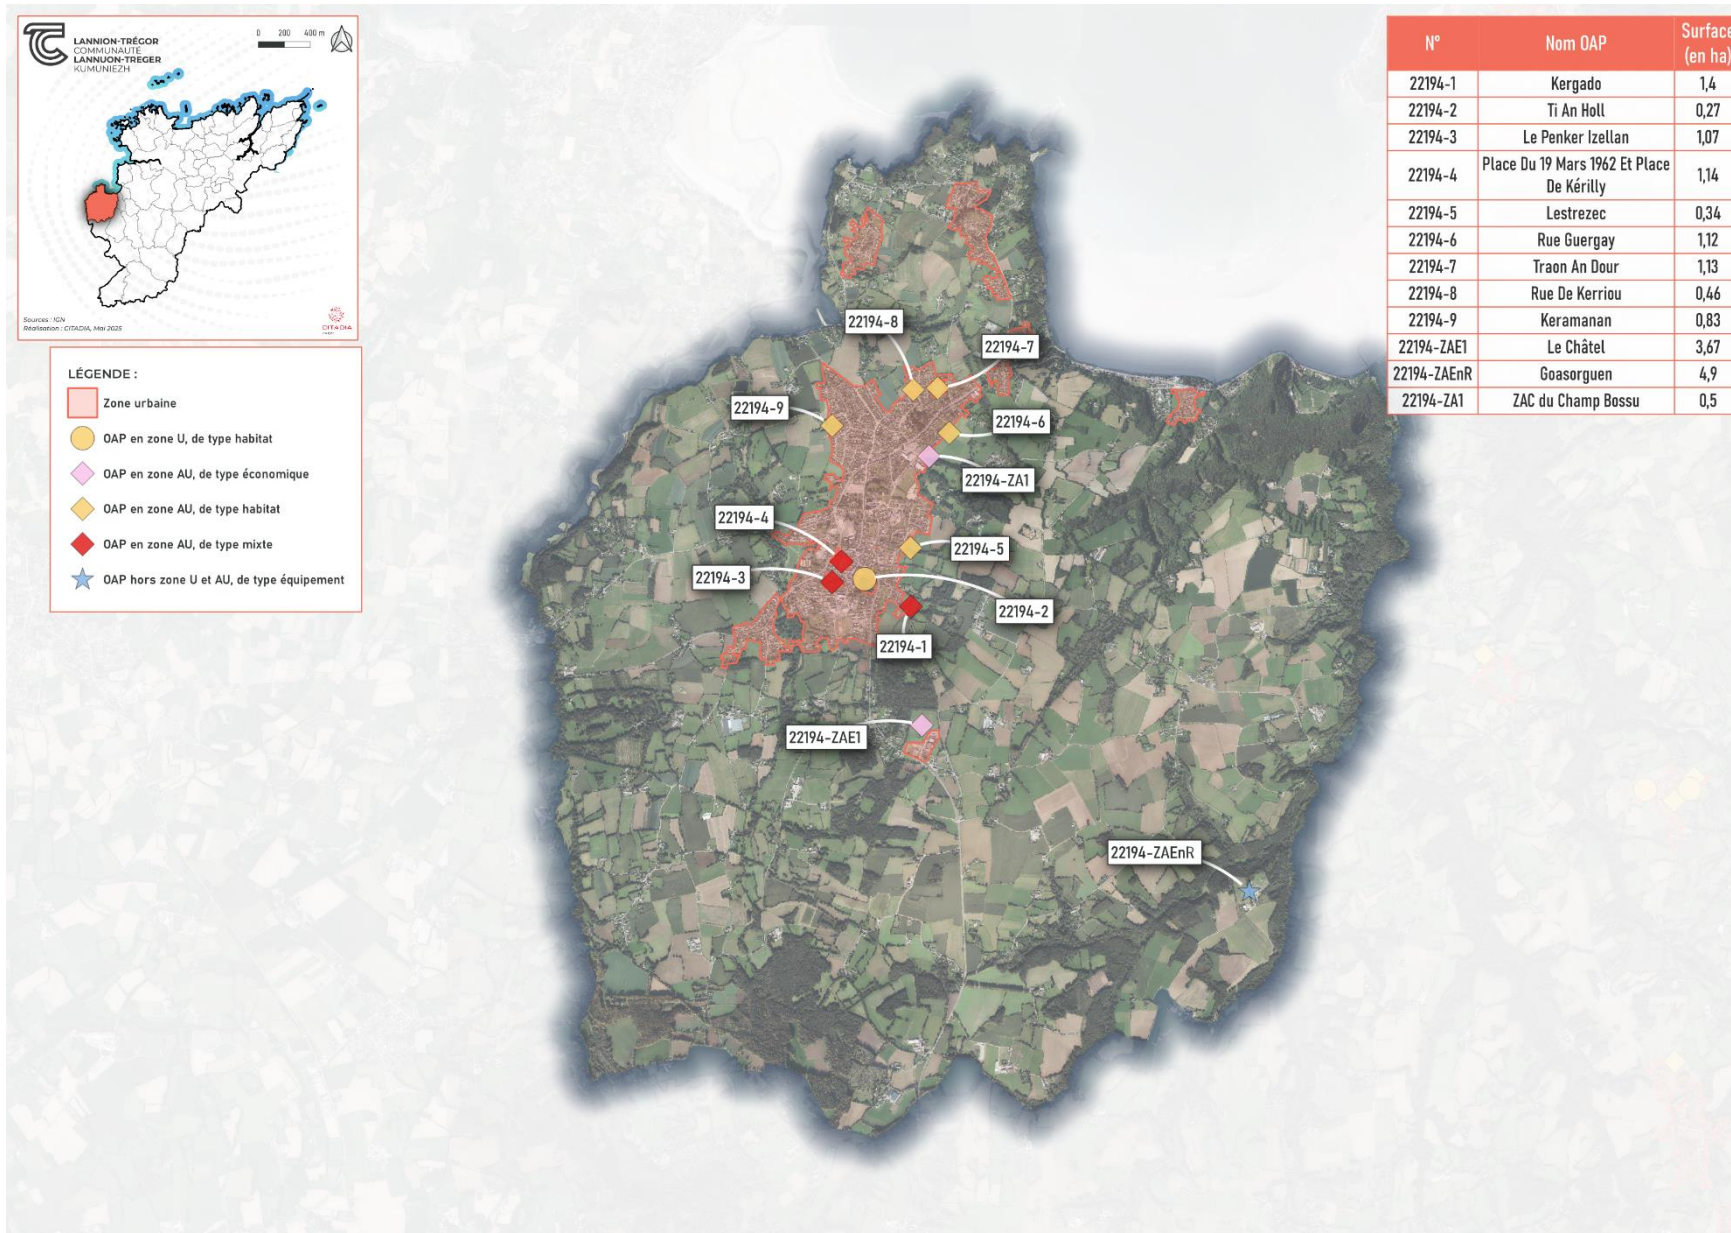 LANNION-TRÉGOR
COMMUNAUTÉ
LANNUON-TREGER
KUMUNIEZH
0 200 400 m
Sources : IGN
Réalisation : CITADIA, Mai 2025
CITADIA
LÉGENDE :
Zone urbaine
OAP en zone U, de type habitat
OAP en zone AU, de type économique
OAP en zone AU, de type habitat
OAP en zone AU, de type mixte
OAP hors zone U et AU, de type équipement
22194-8
22194-7
22194-9
22194-6
22194-ZA1
22194-4
22194-5
22194-3
22194-2
22194-1
22194-ZAE1
22194-ZAEnR
N° Nom OAP Surface
(en ha)
22194-1 Kergado 1,4
22194-2 Ti An Holl 0,27
22194-3 Le Penker Izellan 1,07
22194-4 Place Du 19 Mars 1962 Et Place
De Kérilly 1,14
22194-5 Lestrezec 0,34
22194-6 Rue Guergay 1,12
22194-7 Traon An Dour 1,13
22194-8 Rue De Kerriou 0,46
22194-9 Keramanan 0,83
22194-ZAE1 Le Châtel 3,67
22194-ZAEnR Goasorguen 4,9
22194-ZA1 ZAC du Champ Bossu 0,5